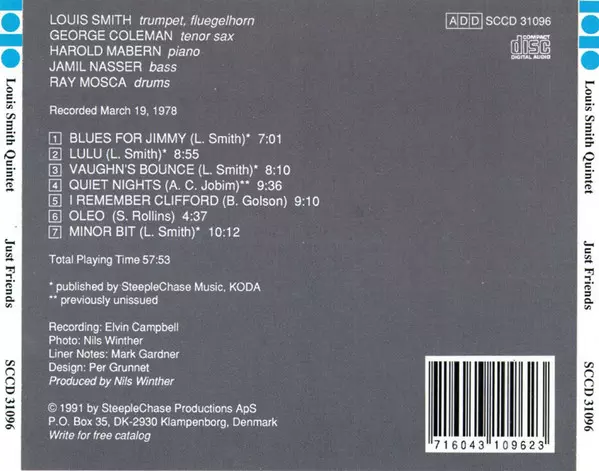 LOUIS SMITH trumpet, fluegelhorn
GEORGE COLEMAN tenor sax
HAROLD MABERN piano
JAMIL NASSER bass
RAY MOSCA drums
ADD SCCD 31096
COMPACT
disc
DIGITAL AUDIO
Recorded March 19, 1978
1 BLUES FOR JIMMY (L. Smith)* 7:01
2 LULU (L. Smith)* 8:55
3 VAUGHN'S BOUNCE (L. Smith)* 8:10
4 QUIET NIGHTS (A. C. Jobim)** 9:36
5 I REMEMBER CLIFFORD (B. Golson) 9:10
6 OLEO (S. Rollins) 4:37
7 MINOR BIT (L. Smith)* 10:12
Total Playing Time 57:53
* published by SteepleChase Music, KODA
** previously unissued
Recording: Elvin Campbell
Photo: Nils Winther
Liner Notes: Mark Gardner
Design: Per Grunnet
Produced by Nils Winther
© 1991 by SteepleChase Productions ApS
P.O. Box 35, DK-2930 Klampenborg, Denmark
Write for free catalog
716043 109623
Louis Smith Quintet Just Friends SCCD 31096
Louis Smith Quintet Just Friends SCCD 31096